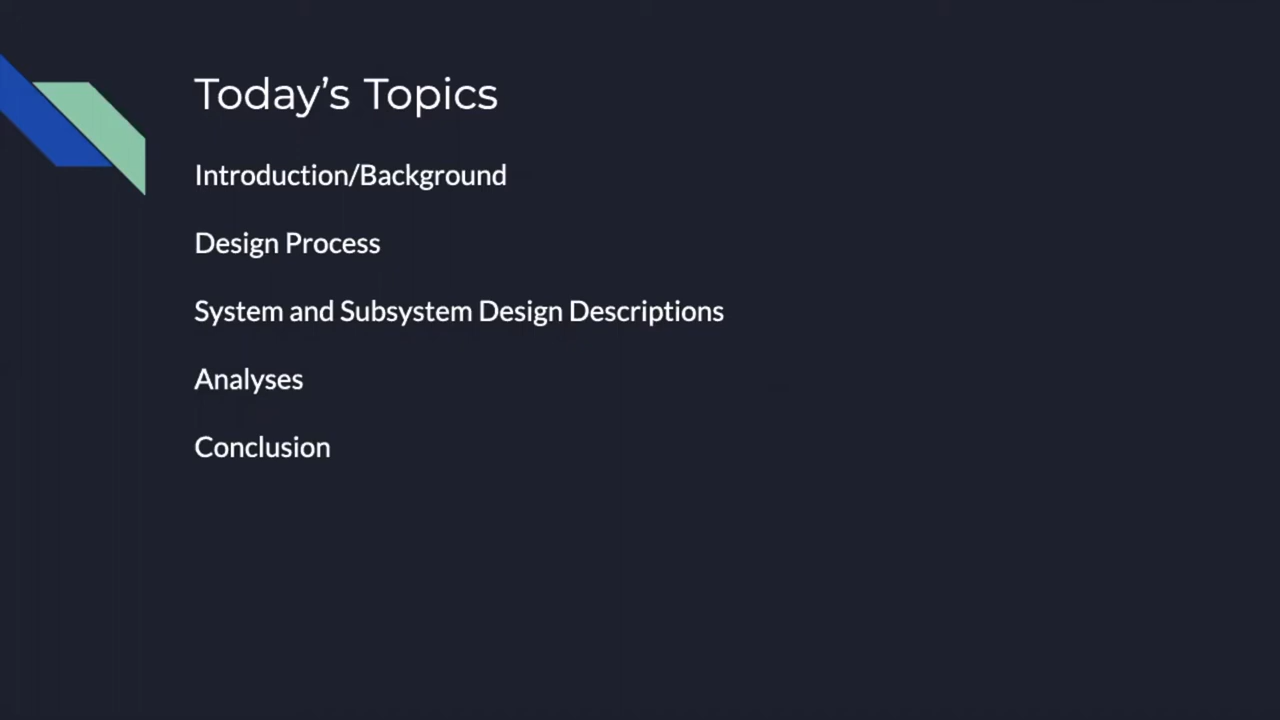 Today’s Topics
Introduction/Background
Design Process
System and Subsystem Design Descriptions
Analyses
Conclusion